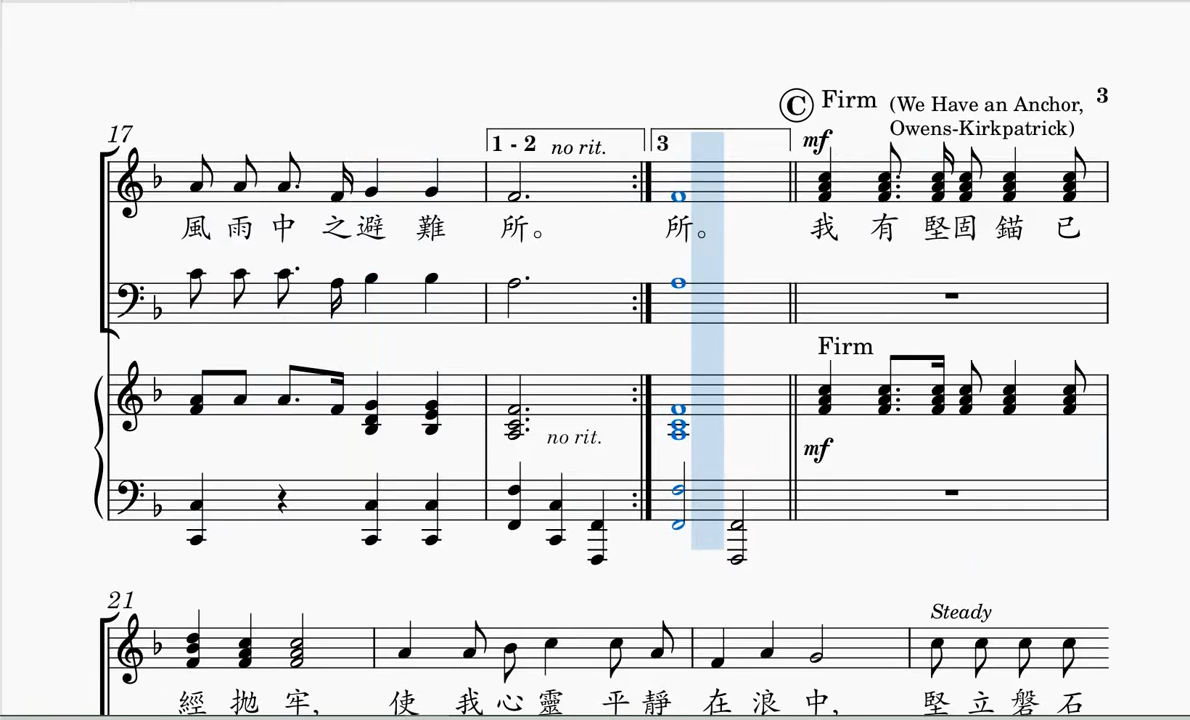 C Firm (We Have an Anchor, 3
Owens-Kirkpatrick)
17 1 - 2 no rit. 3 mf
風 雨 中 之 避 難 所。 所。 我 有 堅 固 錨 已
Firm
no rit. mf
21 Steady
經 拋 牢, 使 我 心 靈 平 靜 在 浪 中, 堅 立 磐 石